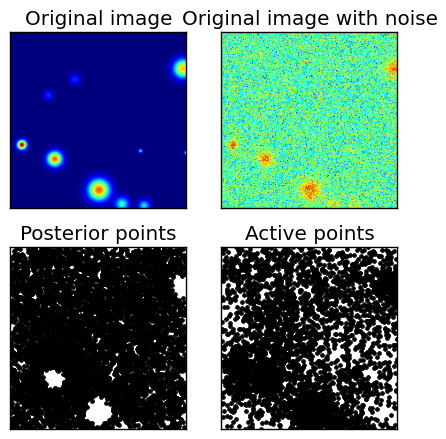 Original image
Original image with noise
Posterior points
Active points